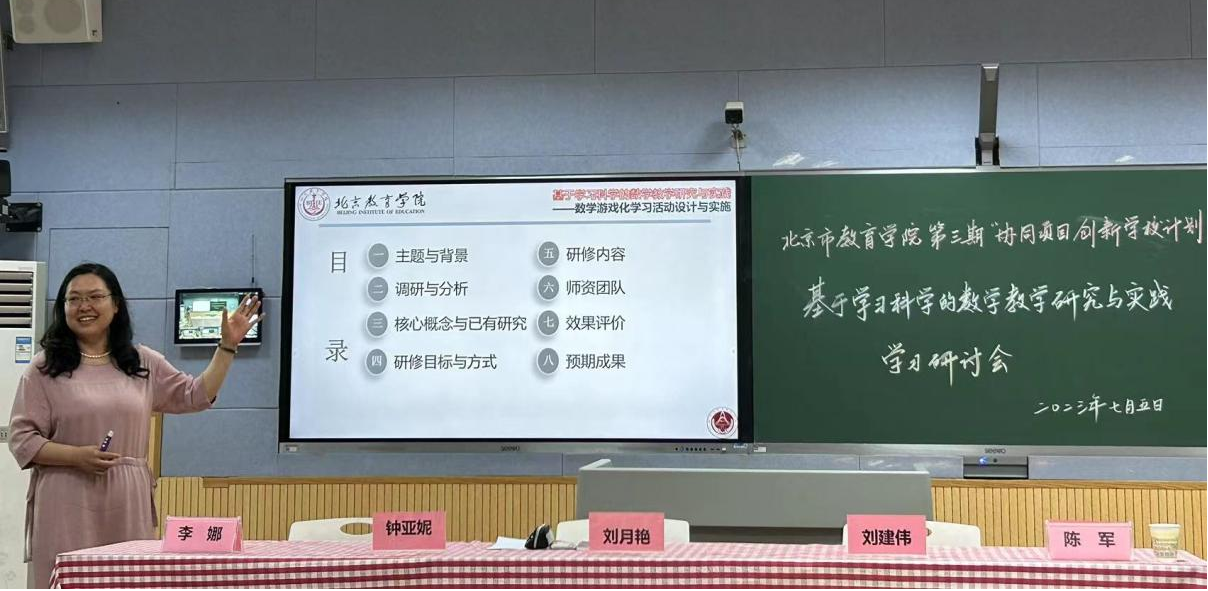 北京教育学院
BEIJING INSTITUTE OF EDUCATION
基于学习科学的数学教学研究与实践
——数学游戏化学习活动设计与实施
目录
一 主题与背景
二 调研与分析
三 核心概念与已有研究
四 研修目标与方式
五 研修内容
六 师资团队
七 效果评价
八 预期成果
北京市教育学院第三期“协同项目创新学校计划
基于学习科学的数学教学研究与实践
学习研讨会
二〇二三年七月五日
seewo
seewo
李 娜
钟亚妮
刘月艳
刘建伟
陈 军